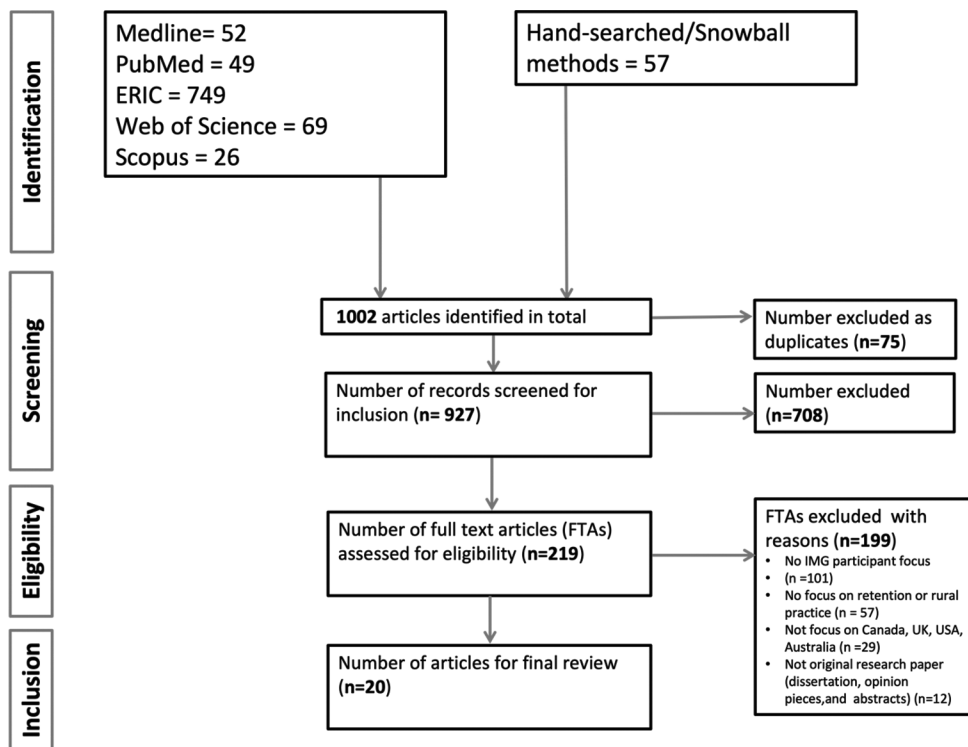 Identification
Medline= 52
PubMed = 49
ERIC = 749
Web of Science = 69
Scopus = 26
Hand-searched/Snowball
methods = 57
Screening
1002 articles identified in total
Number excluded as
duplicates (n=75)
Number of records screened for
inclusion (n= 927)
Number excluded
(n=708)
Eligibility
Number of full text articles (FTAs)
assessed for eligibility (n=219)
FTAs excluded  with
reasons (n=199)
• No IMG participant focus
• (n =101)
• No focus on retention or rural
practice (n = 57)
• Not focus on Canada, UK, USA,
Australia (n =29)
• Not original research paper
(dissertation, opinion
pieces,and  abstracts) (n=12)
Inclusion
Number of articles for final review
(n=20)